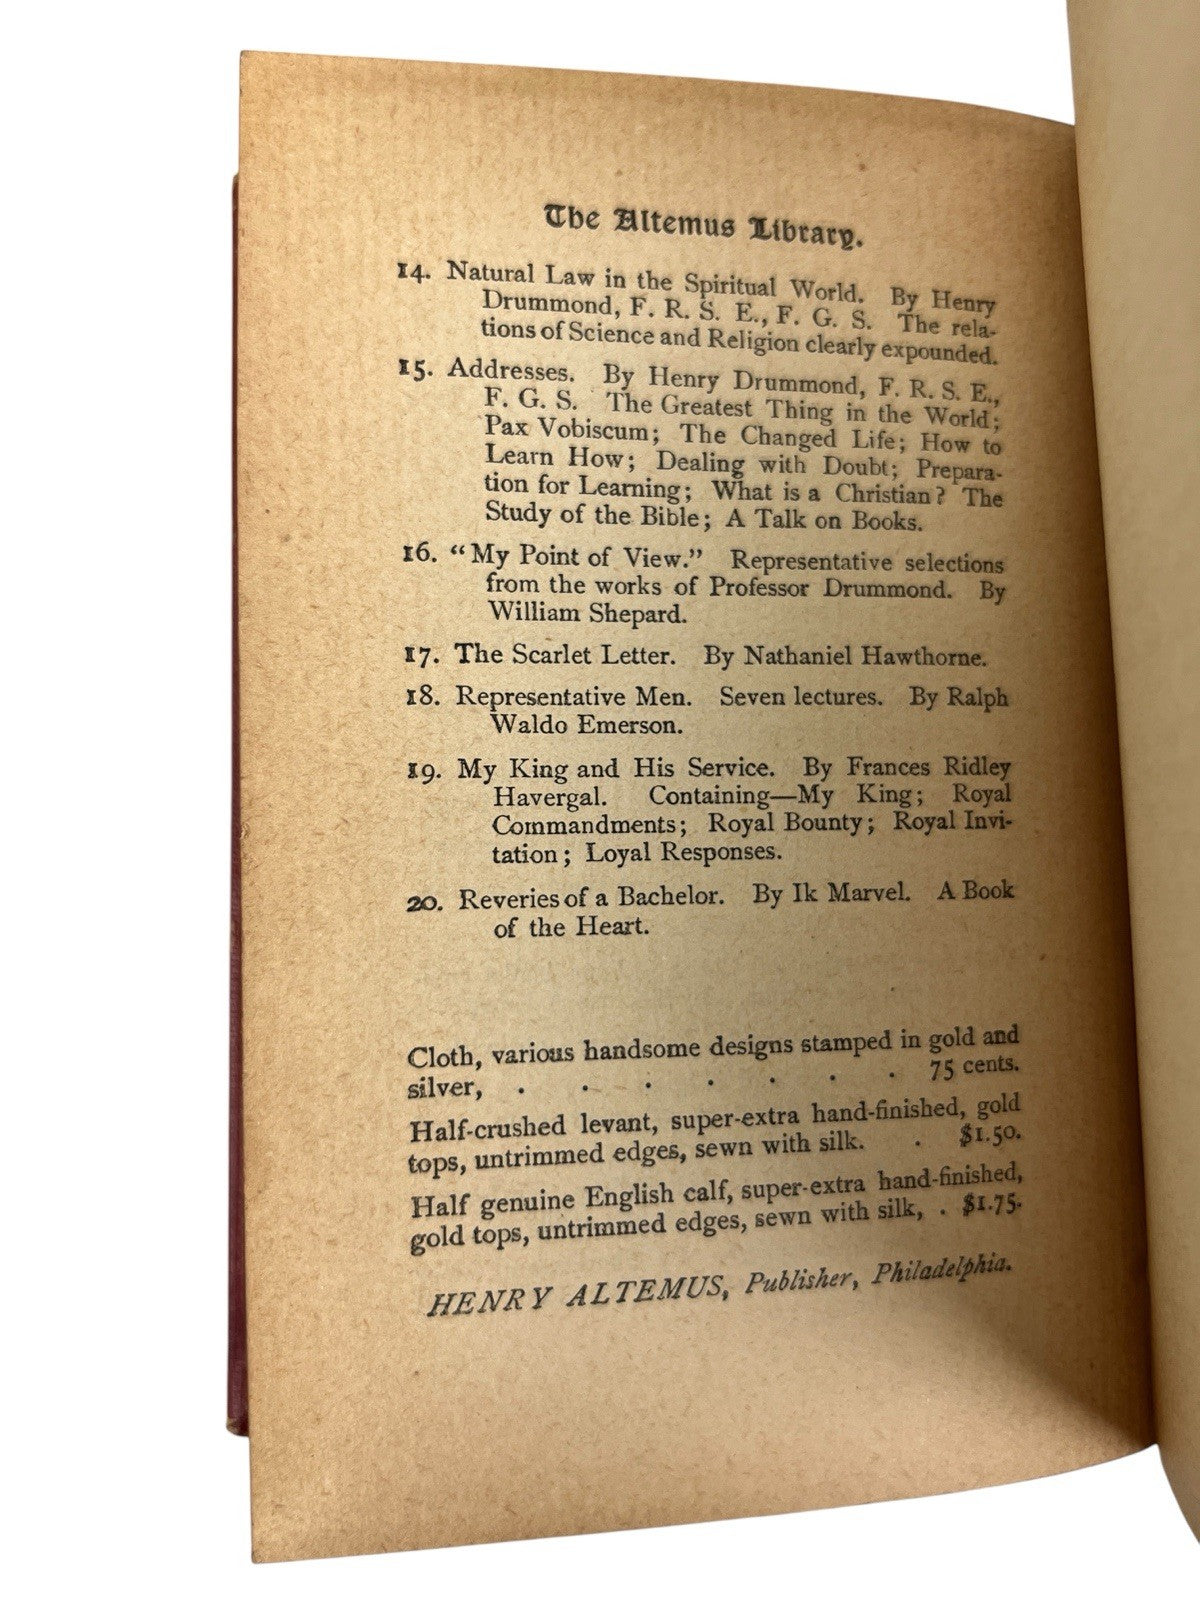 The Altemus Library.
14. Natural Law in the Spiritual World. By Henry
Drummond, F. R. S. E., F. G. S. The rela-
tions of Science and Religion clearly expounded.
15. Addresses. By Henry Drummond, F. R. S. E.,
F. G. S. The Greatest Thing in the World;
Pax Vobiscum; The Changed Life; How to
Learn How; Dealing with Doubt; Prepara-
tion for Learning; What is a Christian? The
Study of the Bible; A Talk on Books.
16. "My Point of View." Representative selections
from the works of Professor Drummond. By
William Shepard.
17. The Scarlet Letter. By Nathaniel Hawthorne.
18. Representative Men. Seven lectures. By Ralph
Waldo Emerson.
19. My King and His Service. By Frances Ridley
Havergal. Containing—My King; Royal
Commandments; Royal Bounty; Royal Invi-
tation; Loyal Responses.
20. Reveries of a Bachelor. By Ik Marvel. A Book
of the Heart.
Cloth, various handsome designs stamped in gold and
silver, . . . . . . . 75 cents.
Half-crushed levant, super-extra hand-finished, gold
tops, untrimmed edges, sewn with silk. . $1.50.
Half genuine English calf, super-extra hand-finished,
gold tops, untrimmed edges, sewn with silk, . $1.75.
HENRY ALTEMUS, Publisher, Philadelphia.